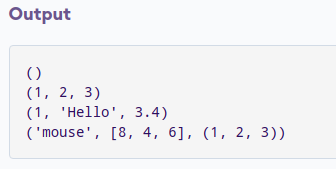 Output
()
(1, 2, 3)
(1, 'Hello', 3.4)
('mouse', [8, 4, 6], (1, 2, 3))